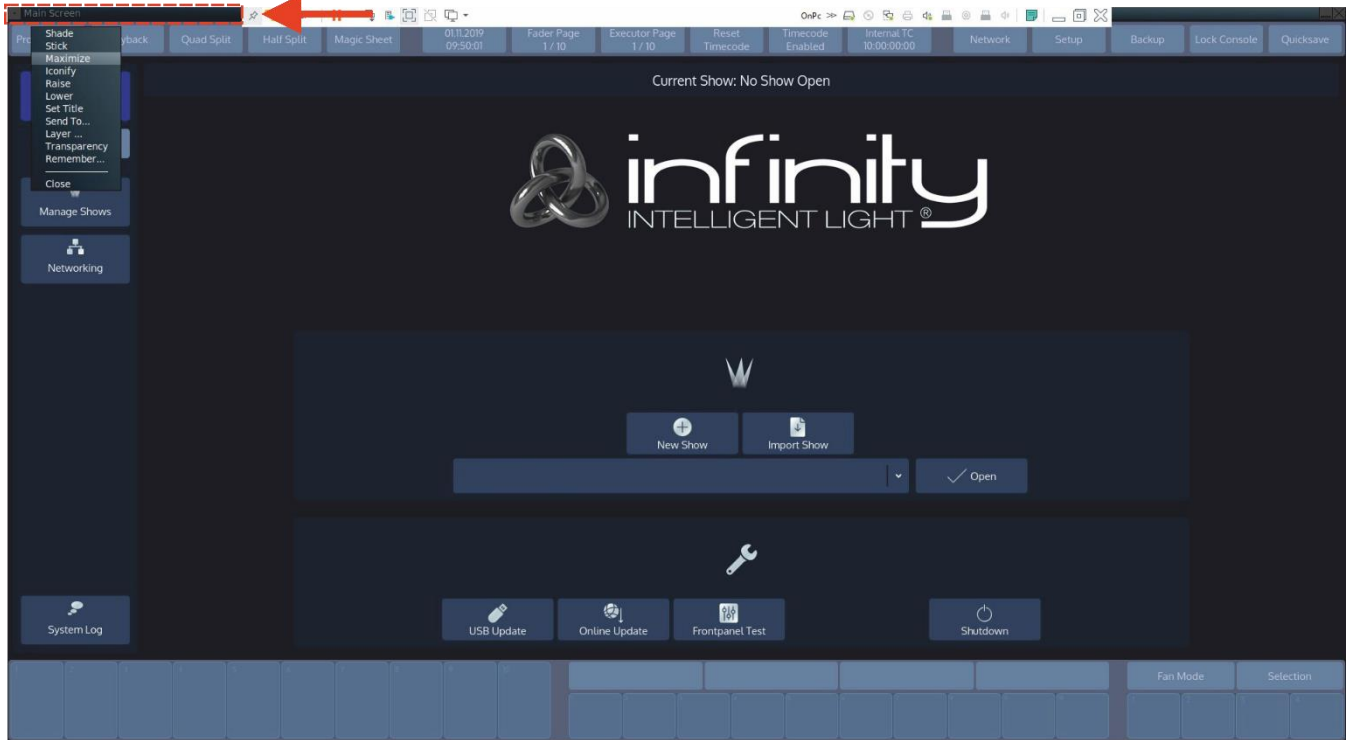 Main Screen
OnPc
Shade
Stick
Maximize
Iconify
Raise
Lower
Set Title
Send To...
Layer ...
Transparency
Remember...
Close
Quad Split
Half Split
Magic Sheet
01.11.2019
09:50:01
Fader Page
1 / 10
Executor Page
1 / 10
Reset
Timecode
Timecode
Enabled
Internal TC
10:00:00:00
Network
Setup
Backup
Lock Console
Quicksave
Current Show: No Show Open
infinity
INTELLIGENT LIGHT ®
Manage Shows
Networking
New Show
Import Show
Open
System Log
USB Update
Online Update
Frontpanel Test
Shutdown
Fan Mode
Selection